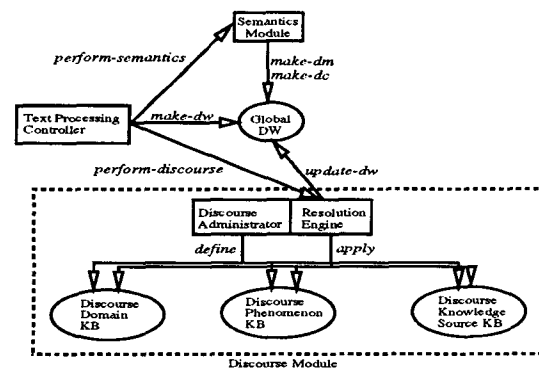 Semantics
Module
perform-semantics
make-dm
make-dc
Text Processing
Controller
make-dw
Global
DW
perform-discourse
update-dw
Discourse
Administrator
Resolution
Engine
define
apply
Discourse
Domain
KB
Discourse
Phenomenon
KB
Discourse
Knowledge
Source KB
Discourse Module